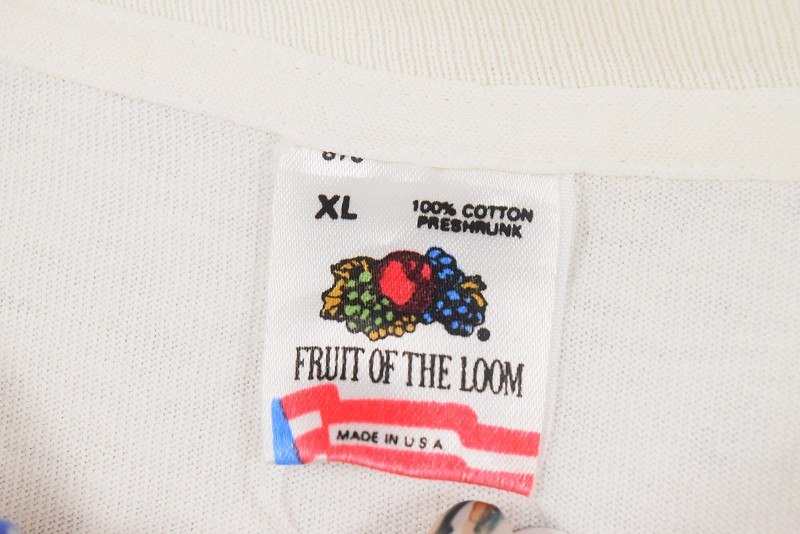 XL
100% COTTON
PRESHRUNK
FRUIT OF THE LOOM
MADE IN U S A